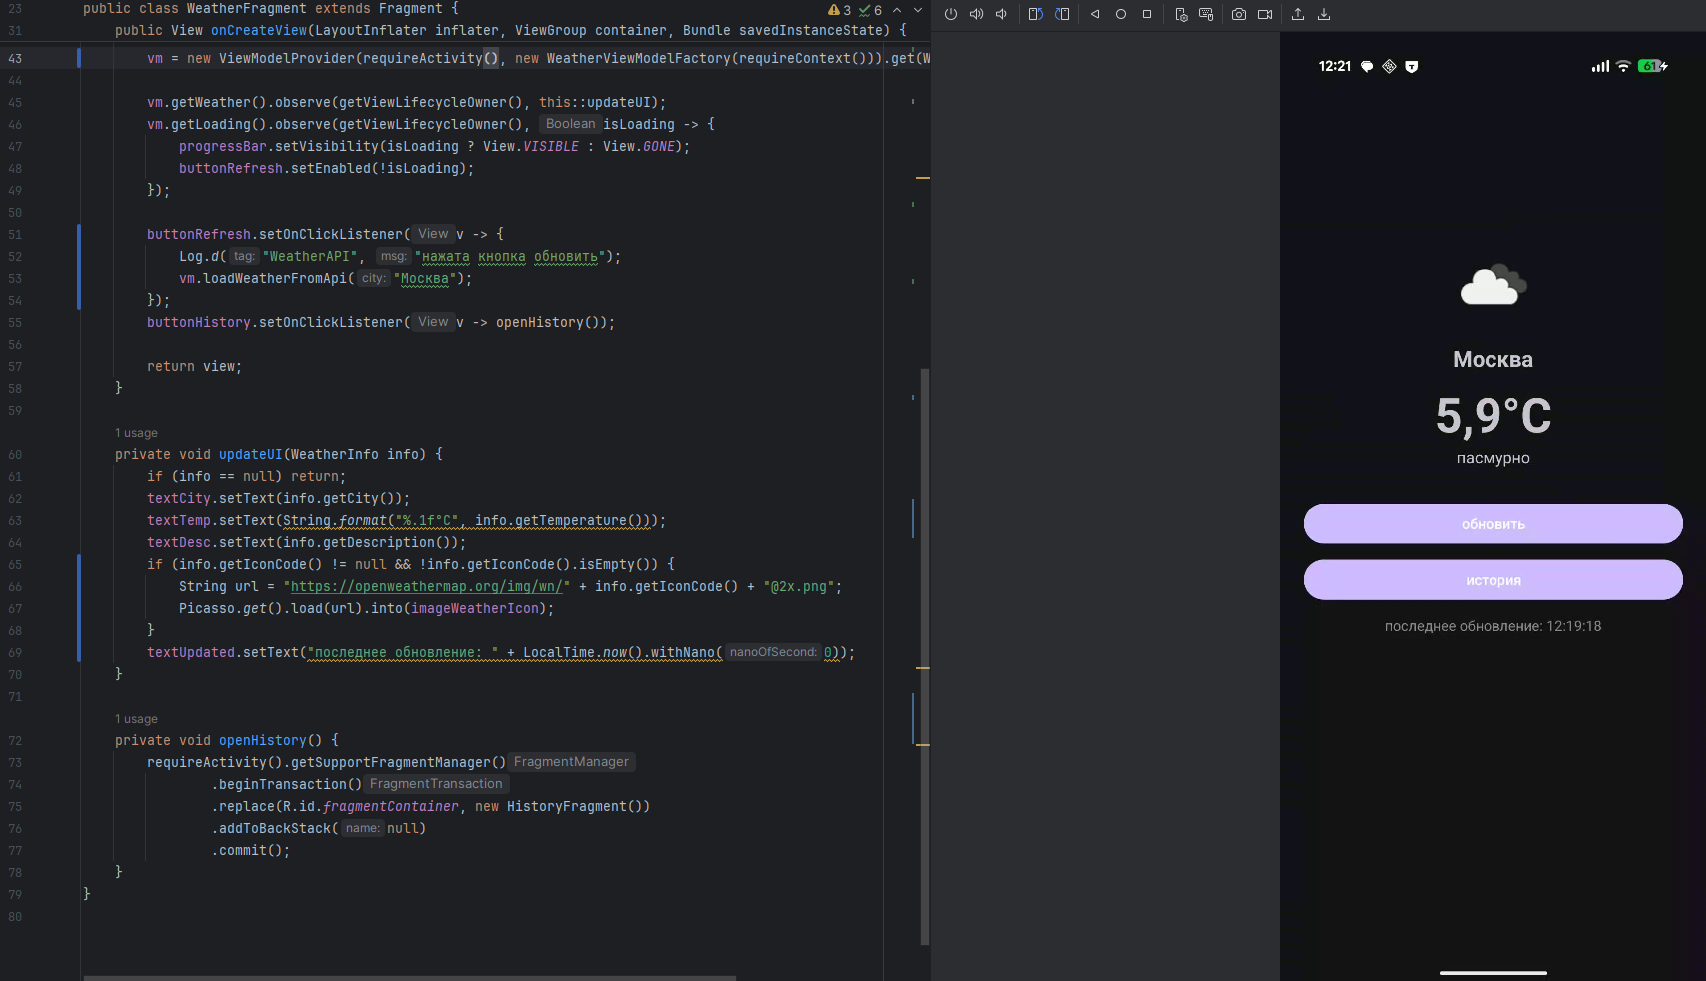 23 public class WeatherFragment extends Fragment { 3 6
31 public View onCreateView(LayoutInflater inflater, ViewGroup container, Bundle savedInstanceState) {
43 vm = new ViewModelProvider(requireActivity(), new WeatherViewModelFactory(requireContext())).get(W
44
45 vm.getWeather().observe(getViewLifecycleOwner(), this::updateUI);
46 vm.getLoading().observe(getViewLifecycleOwner(), Boolean isLoading -> {
47 progressBar.setVisibility(isLoading ? View.VISIBLE : View.GONE);
48 buttonRefresh.setEnabled(!isLoading);
49 });
50
51 buttonRefresh.setOnClickListener( View v -> {
52 Log.d( tag: "WeatherAPI", msg: "нажата кнопка обновить");
53 vm.loadWeatherFromApi( city: "Москва");
54 });
55 buttonHistory.setOnClickListener( View v -> openHistory());
56
57 return view;
58 }
59
1 usage
60 private void updateUI(WeatherInfo info) {
61 if (info == null) return;
62 textCity.setText(info.getCity());
63 textTemp.setText(String.format("%.1f°C", info.getTemperature()));
64 textDesc.setText(info.getDescription());
65 if (info.getIconCode() != null && !info.getIconCode().isEmpty()) {
66 String url = "https://openweathermap.org/img/wn/" + info.getIconCode() + "@2x.png";
67 Picasso.get().load(url).into(imageWeatherIcon);
68 }
69 textUpdated.setText("последнее обновление: " + LocalTime.now().withNano( nanoOfSecond: 0));
70 }
71
1 usage
72 private void openHistory() {
73 requireActivity().getSupportFragmentManager() FragmentManager
74 .beginTransaction() FragmentTransaction
75 .replace(R.id.fragmentContainer, new HistoryFragment())
76 .addToBackStack( name: null)
77 .commit();
78 }
79 }
80
12:21 61
Москва
5,9°C
пасмурно
обновить
история
последнее обновление: 12:19:18